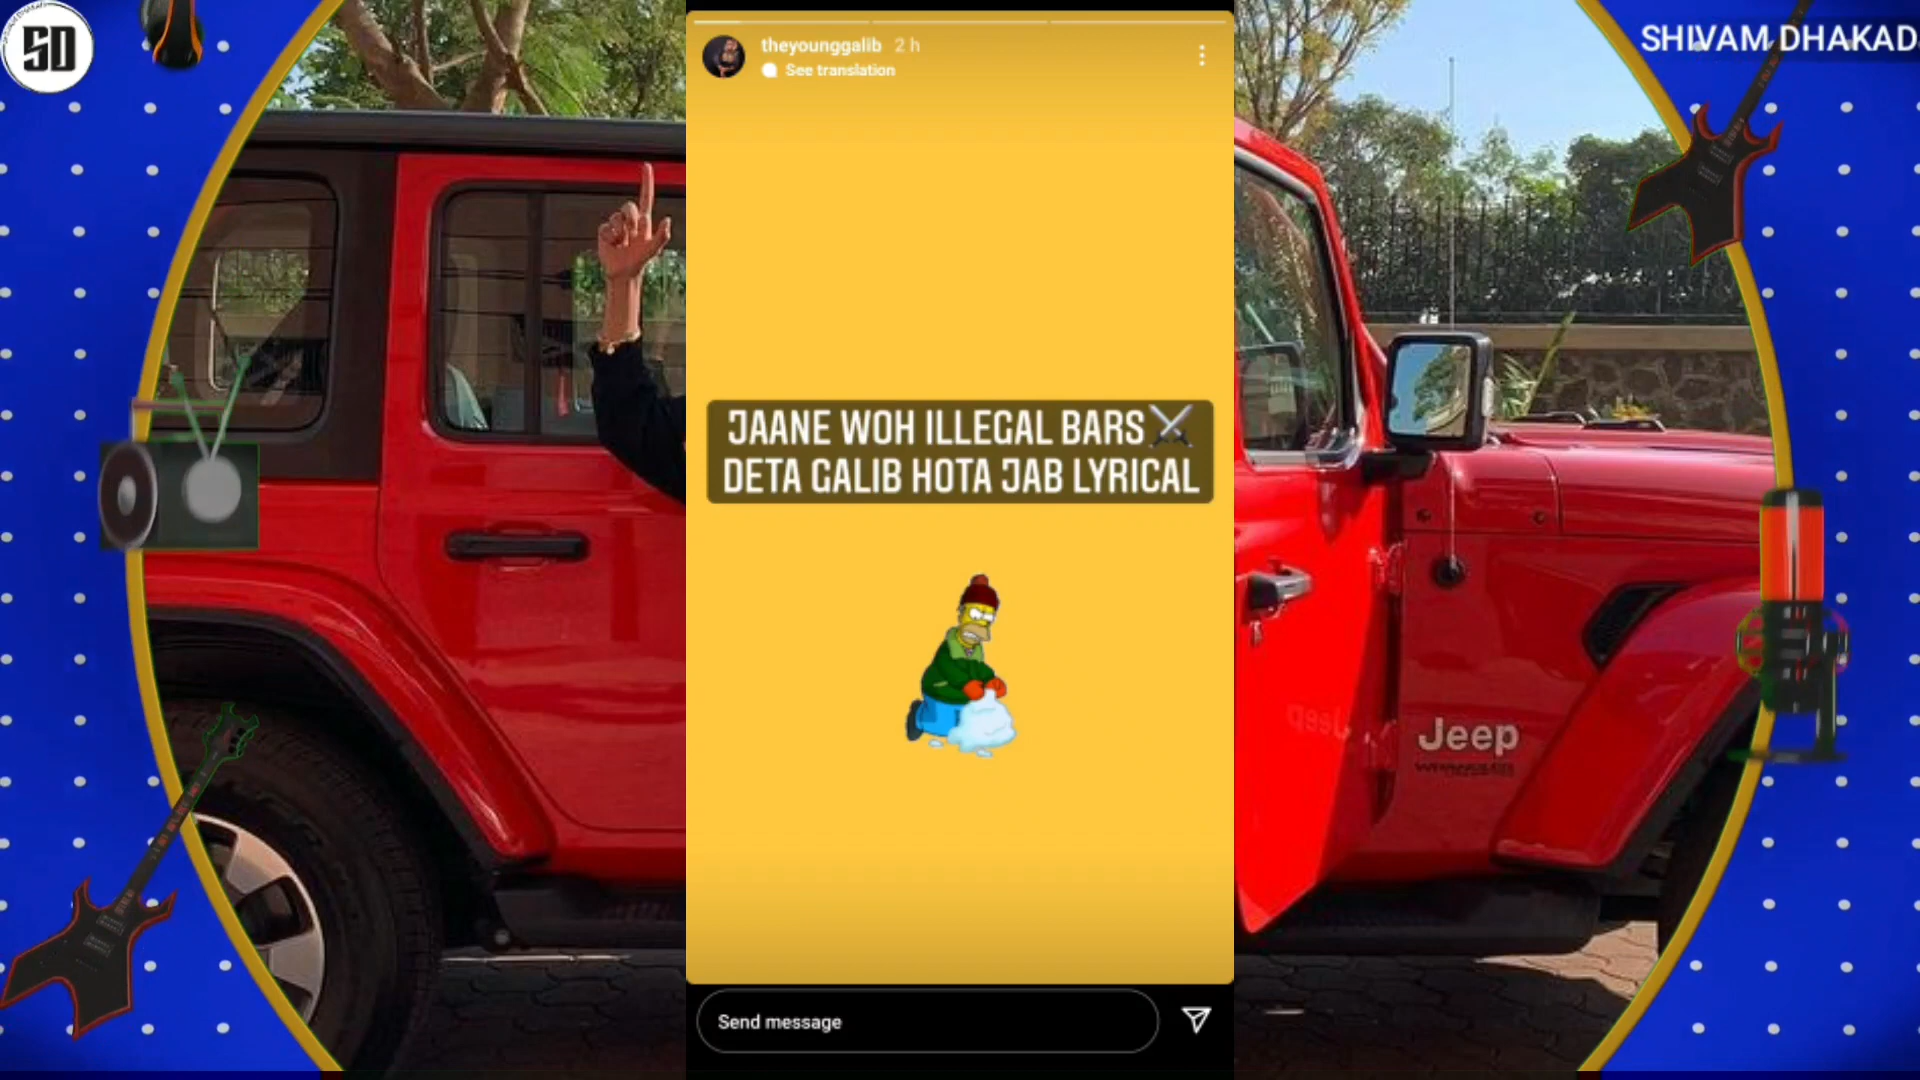 SD
SHIVAM DHAKAD
theyounggalib 2 h
See translation
JAANE WOH ILLEGAL BARS⚔️
DETA GALIB HOTA JAB LYRICAL
Jeep
Send message